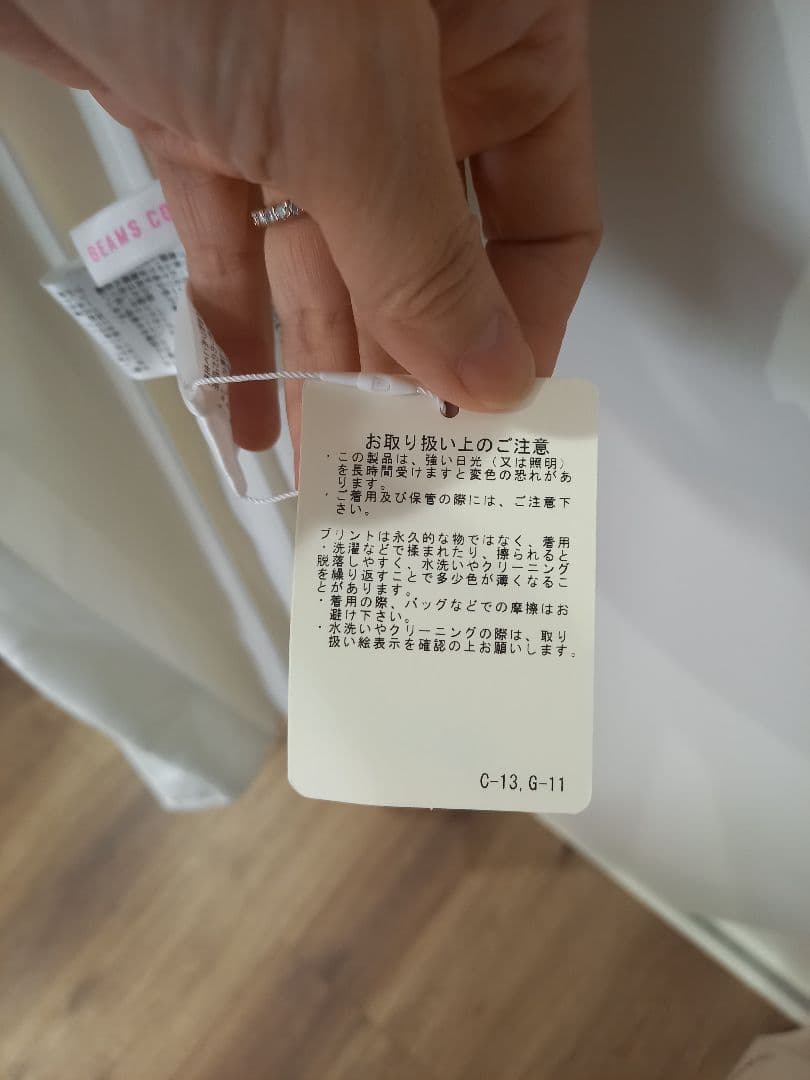 BEAMS CO
お取り扱い上のご注意
・この製品は、強い日光（又は照明）
を長時間受けますと変色の恐れがあ
ります。
・ご着用及び保管の際には、ご注意下
さい。
プリントは永久的な物ではなく、着用
・洗濯などで揉まれたり、擦られると
脱落しやすく、水洗いやクリーニング
を繰り返すことで多少色が薄くなるこ
とがあります。
・着用の際、バッグなどでの摩擦はお
避け下さい。
・水洗いやクリーニングの際は、取り
扱い絵表示を確認の上お願いします。
C-13,G-11